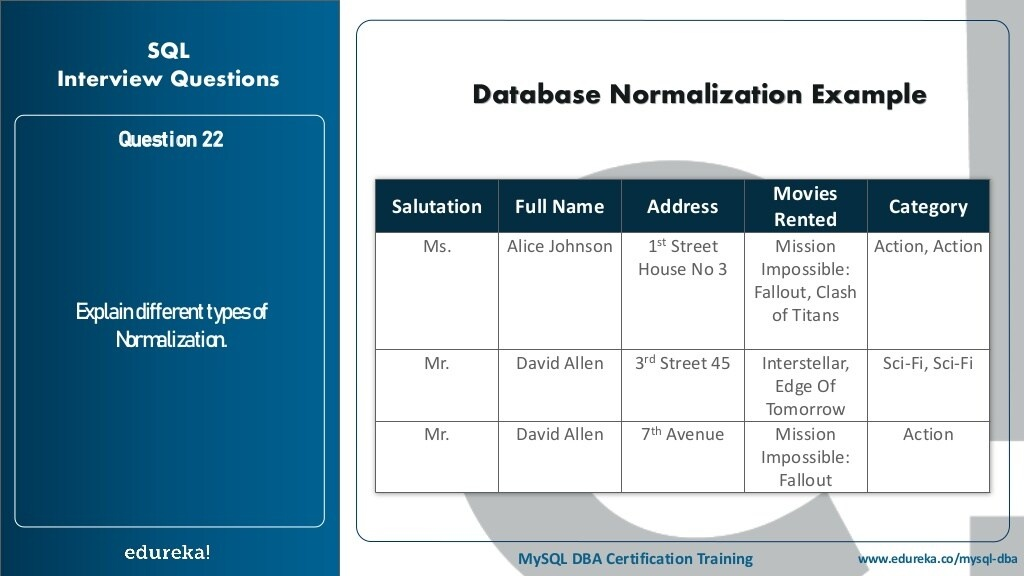 SQL
Interview Questions
Question 22
Explain different types of
Normalization.
edureka!
Database Normalization Example
Salutation Full Name Address Movies Rented Category
Ms. Alice Johnson 1st Street Mission Action, Action
House No 3 Impossible:
Fallout, Clash
of Titans
Mr. David Allen 3rd Street 45 Interstellar, Sci-Fi, Sci-Fi
Edge Of
Tomorrow
Mr. David Allen 7th Avenue Mission Action
Impossible:
Fallout
MySQL DBA Certification Training www.edureka.co/mysql-dba